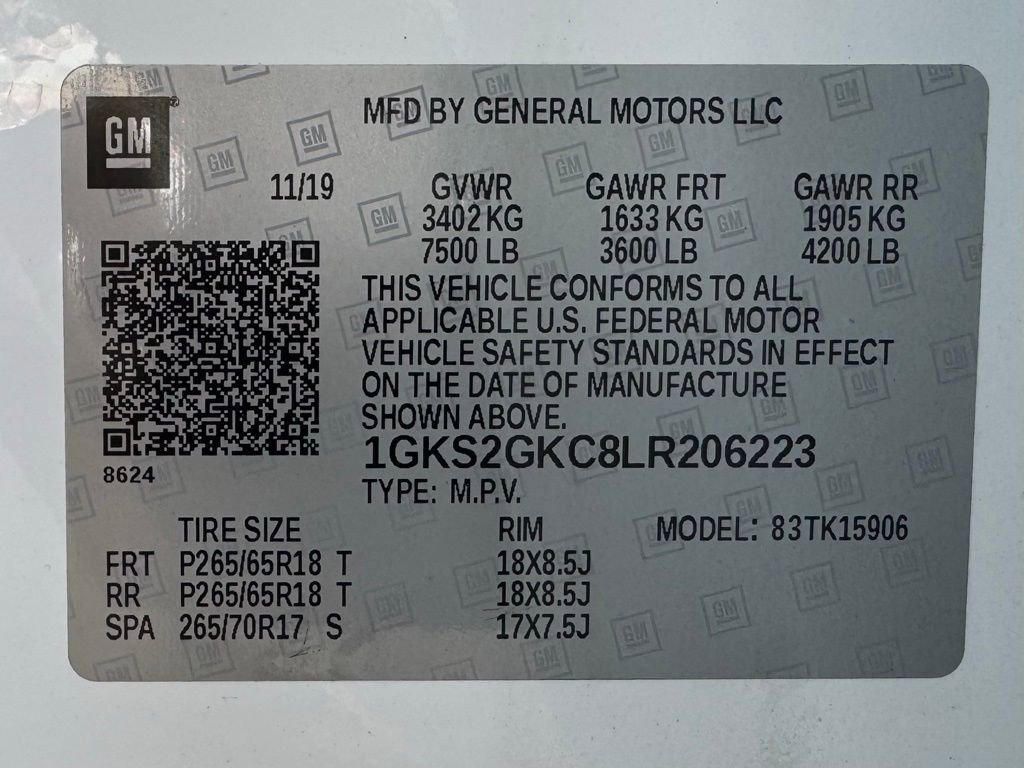 GM ®
MFD BY GENERAL MOTORS LLC
11/19 GVWR GAWR FRT GAWR RR
3402 KG 1633 KG 1905 KG
7500 LB 3600 LB 4200 LB
THIS VEHICLE CONFORMS TO ALL
APPLICABLE U.S. FEDERAL MOTOR
VEHICLE SAFETY STANDARDS IN EFFECT
ON THE DATE OF MANUFACTURE
SHOWN ABOVE.
1GKS2GKC8LR206223
8624
TYPE: M.P.V.
TIRE SIZE RIM MODEL: 83TK15906
FRT P265/65R18 T 18X8.5J
RR P265/65R18 T 18X8.5J
SPA 265/70R17 S 17X7.5J